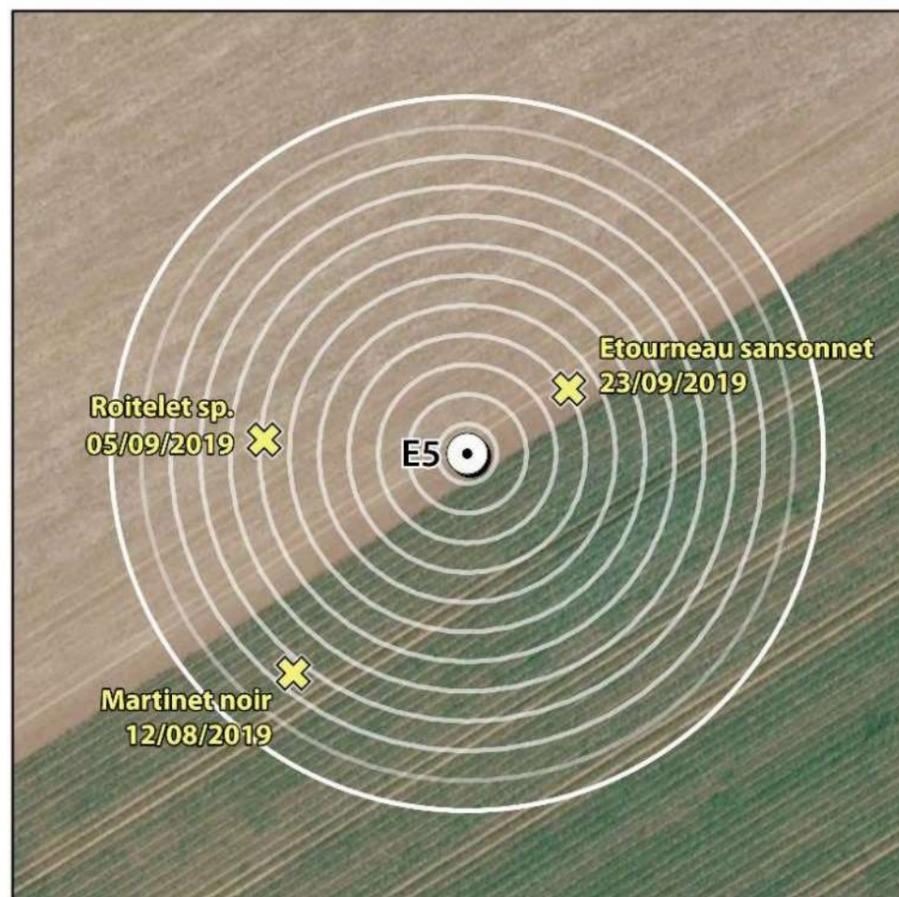 Etourneau sansonnet
23/09/2019
Roitelet sp.
05/09/2019
E5
Martinet noir
12/08/2019